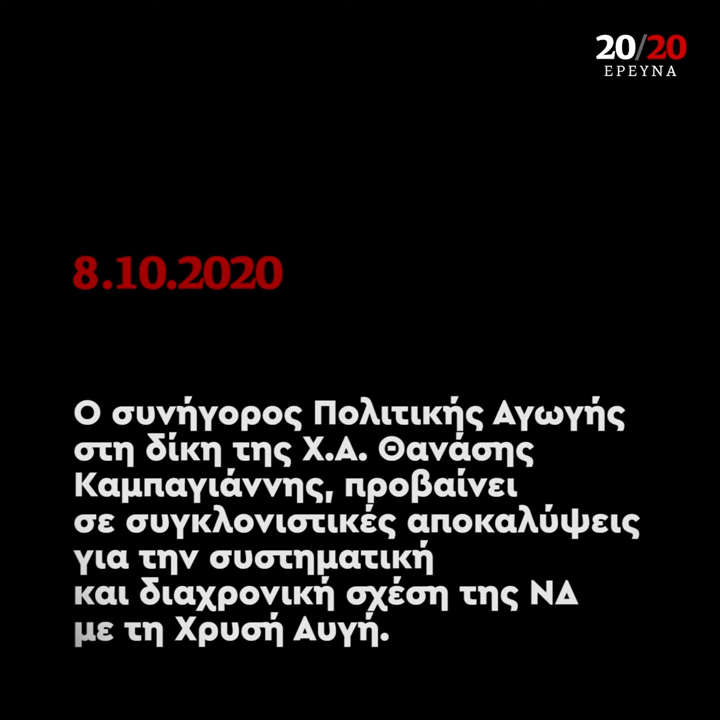 20/20
ΕΡΕΥΝΑ
8.10.2020
Ο συνήγορος Πολιτικής Αγωγής
στη δίκη της Χ.Α. Θανάσης
Καμπαγιάννης, προβαίνει
σε συγκλονιστικές αποκαλύψεις
για την συστηματική
και διαχρονική σχέση της ΝΔ
με τη Χρυσή Αυγή.